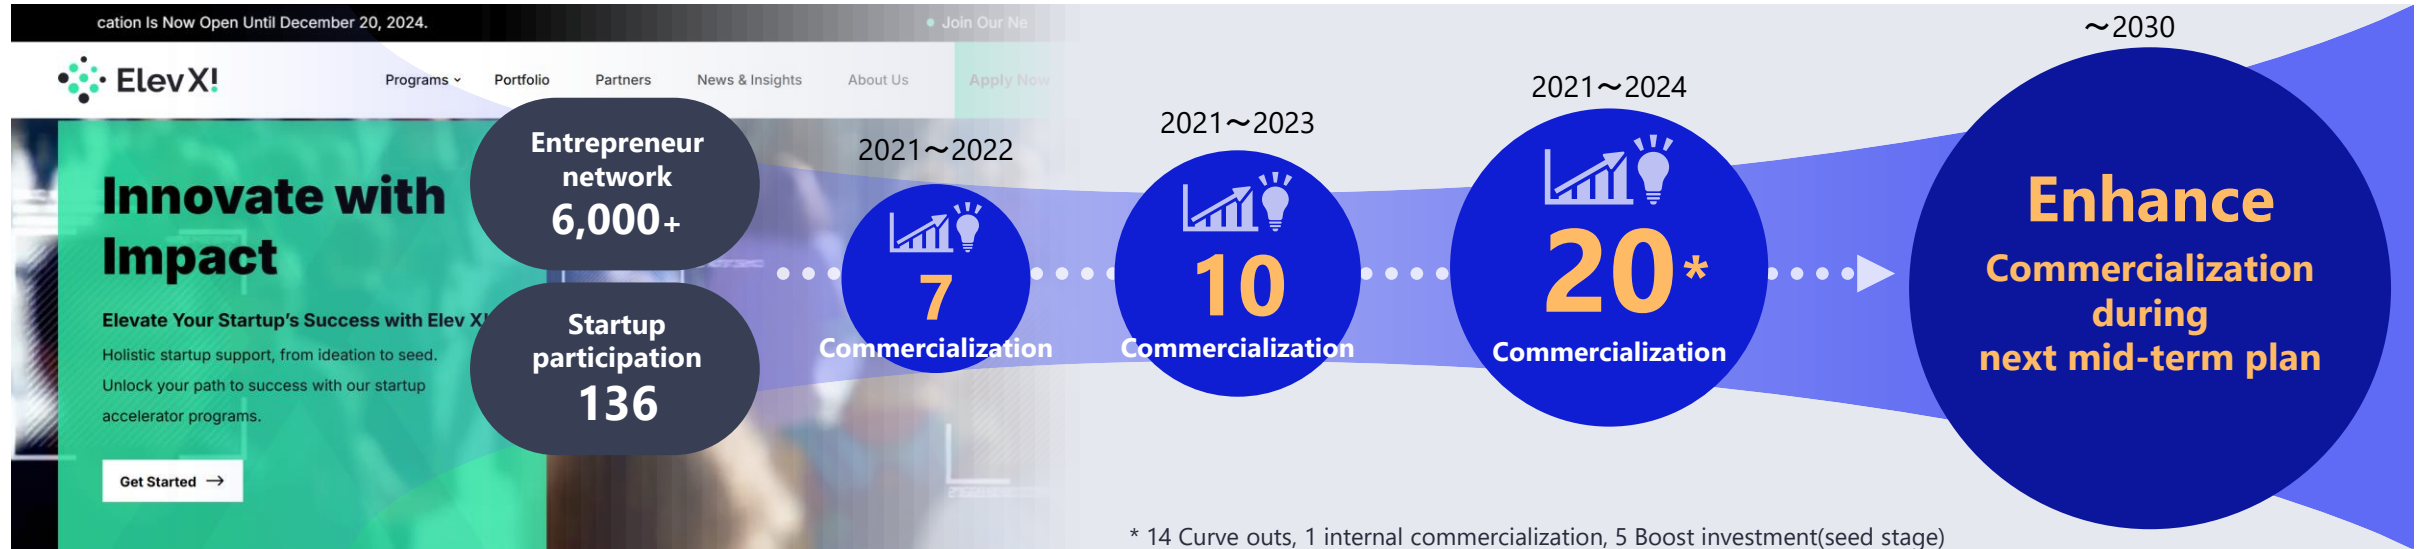 cation Is Now Open Until December 20, 2024.
Join Our Ne
ElevX!
Programs
Portfolio
Partners
News & Insights
About Us
Apply Now
Innovate with
Impact
Elevate Your Startup's Success with Elev X!
Holistic startup support, from ideation to seed.
Unlock your path to success with our startup
accelerator programs.
Get Started →
Entrepreneur
network
6,000+
Startup
participation
136
2021～2022
7
Commercialization
2021～2023
10
Commercialization
2021～2024
20*
Commercialization
～2030
Enhance
Commercialization
during
next mid-term plan
* 14 Curve outs, 1 internal commercialization, 5 Boost investment(seed stage)